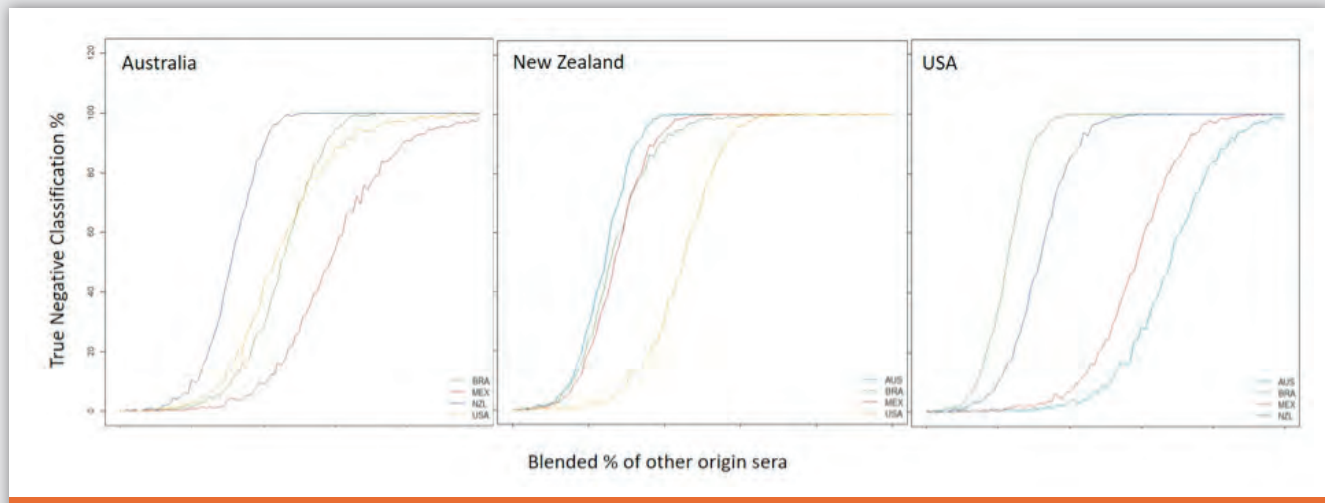 True Negative Classification %
120
100
80
60
40
20
0
Australia
BRA
MEX
NZL
USA
New Zealand
AUS
BRA
MEX
USA
USA
AUS
BRA
MEX
NZL
Blended % of other origin sera